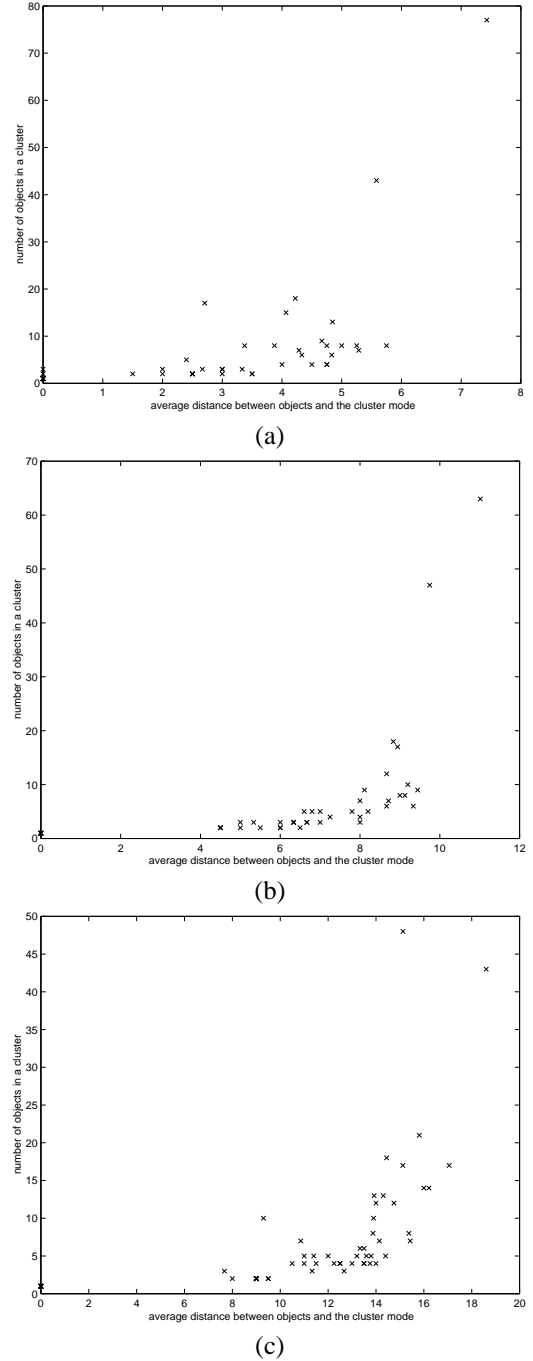 80
70
60
50
40
30
20
10
0
number of objects in a cluster
0 1 2 3 4 5 6 7 8
average distance between objects and the cluster mode
(a)
70
60
50
40
30
20
10
0
number of objects in a cluster
0 2 4 6 8 10 12
average distance between objects and the cluster mode
(b)
50
45
40
35
30
25
20
15
10
5
0
number of objects in a cluster
0 2 4 6 8 10 12 14 16 18 20
average distance between objects and the cluster mode
(c)